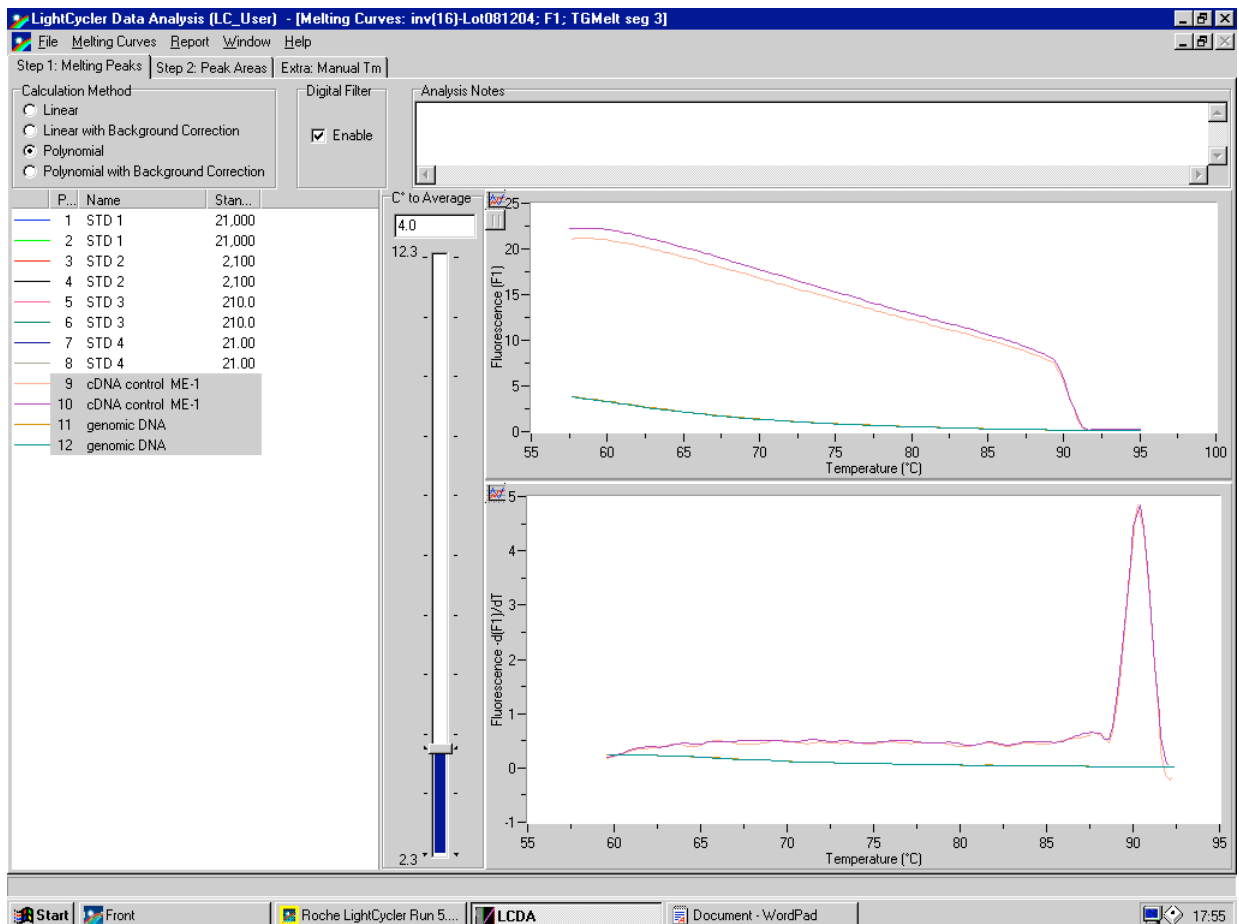 LightCycler Data Analysis (LC_User) - [Melting Curves: inv(16)-Lot081204; F1; TGMelt seg 3]
File Melting Curves Report Window Help
Step 1: Melting Peaks Step 2: Peak Areas Extra: Manual Tm
Calculation Method
Linear
Linear with Background Correction
Polynomial
Polynomial with Background Correction
Digital Filter
Enable
Analysis Notes
P... Name Stan...
1 STD 1 21,000
2 STD 1 21,000
3 STD 2 2,100
4 STD 2 2,100
5 STD 3 210.0
6 STD 3 210.0
7 STD 4 21.00
8 STD 4 21.00
9 cDNA control ME-1
10 cDNA control ME-1
11 genomic DNA
12 genomic DNA
C° to Average
4.0
12.3
2.3
25
20
15
10
5
0
Fluorescence (F1)
55 60 65 70 75 80 85 90 95 100
Temperature (°C)
5
4
3
2
1
0
-1
Fluorescence -d(F1)/dT
55 60 65 70 75 80 85 90 95
Temperature (°C)
Start Front Roche LightCycler Run 5.... LCDA Document - WordPad 17:55